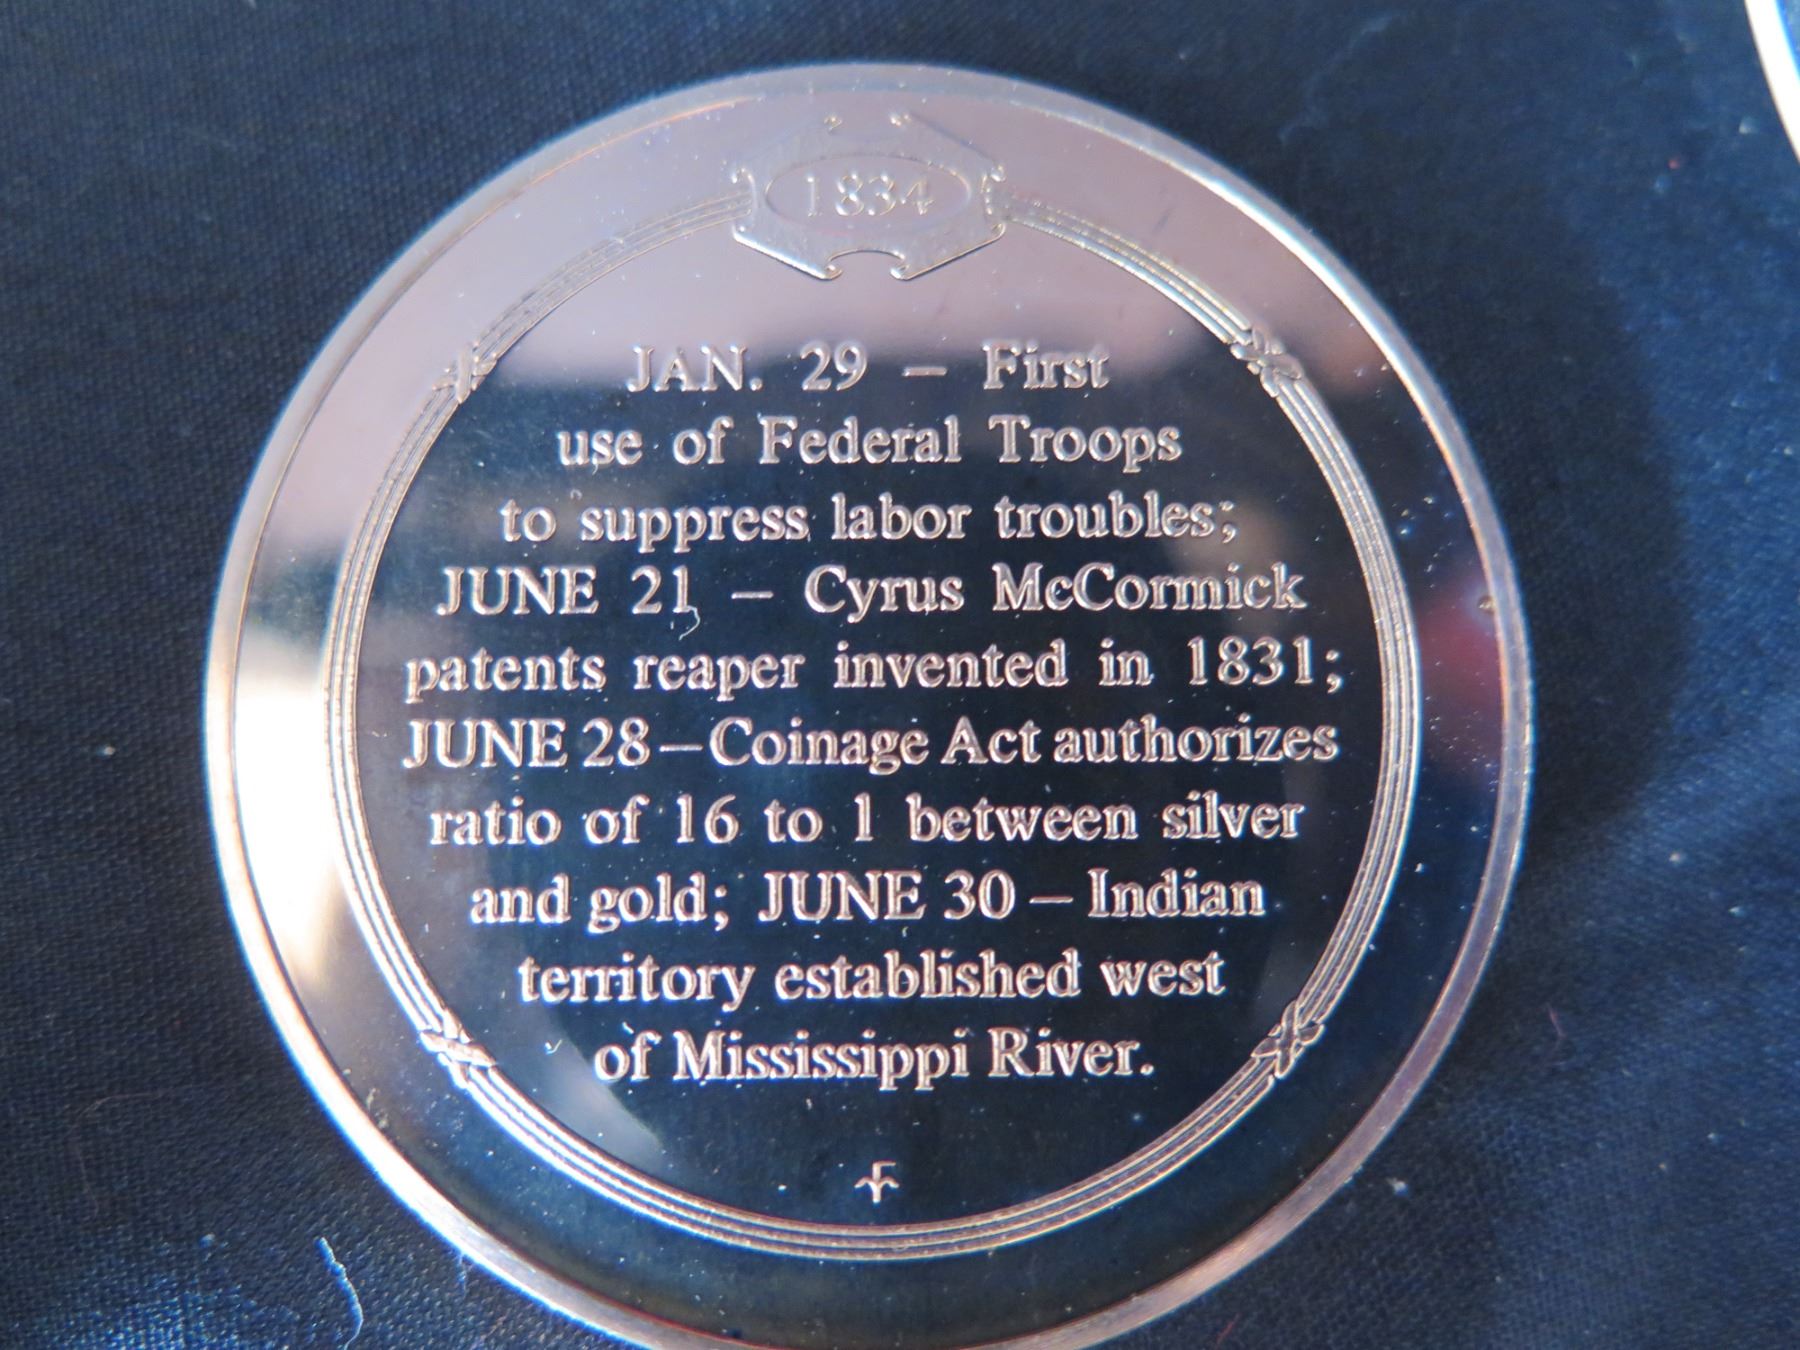 1834
JAN. 29 – First
use of Federal Troops
to suppress labor troubles;
JUNE 21 – Cyrus McCormick
patents reaper invented in 1831;
JUNE 28 – Coinage Act authorizes
ratio of 16 to 1 between silver
and gold; JUNE 30 – Indian
territory established west
of Mississippi River.
F